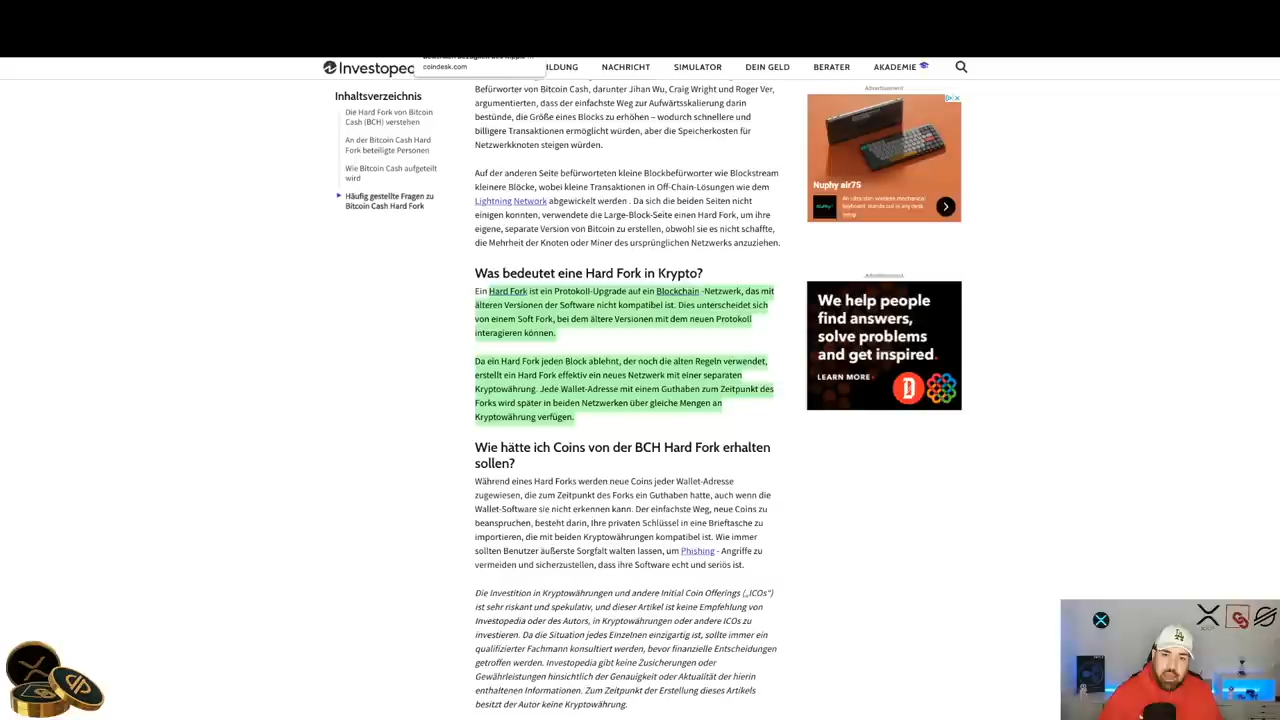 Investoped
coindesk.com
LDUNG
NACHRICHT
SIMULATOR
DEIN GELD
BERATER
AKADEMIE
Inhaltsverzeichnis
Die Hard Fork von Bitcoin
Cash (BCH) verstehen
An der Bitcoin Cash Hard
Fork beteiligte Personen
Wie Bitcoin Cash aufgeteilt
wird
Häufig gestellte Fragen zu
Bitcoin Cash Hard Fork
Befürworter von Bitcoin Cash, darunter Jihan Wu, Craig Wright und Roger Ver,
argumentierten, dass der einfachste Weg zur Aufwärtsskalierung darin
bestünde, die Größe eines Blocks zu erhöhen – wodurch schnellere und
billigere Transaktionen ermöglicht würden, aber die Speicherkosten für
Netzwerkknoten steigen würden.
Auf der anderen Seite befürworteten kleine Blockbefürworter wie Blockstream
kleinere Blöcke, wobei kleine Transaktionen in Off-Chain-Lösungen wie dem
Lightning Network abgewickelt werden . Da sich die beiden Seiten nicht
einigen konnten, verwendete die Large-Block-Seite einen Hard Fork, um ihre
eigene, separate Version von Bitcoin zu erstellen, obwohl sie es nicht schaffte,
die Mehrheit der Knoten oder Miner des ursprünglichen Netzwerks anzuziehen.
Was bedeutet eine Hard Fork in Krypto?
Ein Hard Fork ist ein Protokoll-Upgrade auf ein Blockchain -Netzwerk, das mit
älteren Versionen der Software nicht kompatibel ist. Dies unterscheidet sich
von einem Soft Fork, bei dem ältere Versionen mit dem neuen Protokoll
interagieren können.
Da ein Hard Fork jeden Block ablehnt, der noch die alten Regeln verwendet,
erstellt ein Hard Fork effektiv ein neues Netzwerk mit einer separaten
Kryptowährung. Jede Wallet-Adresse mit einem Guthaben zum Zeitpunkt des
Forks wird später in beiden Netzwerken über gleiche Mengen an
Kryptowährung verfügen.
Wie hätte ich Coins von der BCH Hard Fork erhalten
sollen?
Während eines Hard Forks werden neue Coins jeder Wallet-Adresse
zugewiesen, die zum Zeitpunkt des Forks ein Guthaben hatte, auch wenn die
Wallet-Software sie nicht erkennen kann. Der einfachste Weg, neue Coins zu
beanspruchen, besteht darin, Ihre privaten Schlüssel in eine Brieftasche zu
importieren, die mit beiden Kryptowährungen kompatibel ist. Wie immer
sollten Benutzer äußerste Sorgfalt walten lassen, um Phishing - Angriffe zu
vermeiden und sicherzustellen, dass ihre Software echt und seriös ist.
Die Investition in Kryptowährungen und andere Initial Coin Offerings („ICOs“)
ist sehr riskant und spekulativ, und dieser Artikel ist keine Empfehlung von
Investopedia oder des Autors, in Kryptowährungen oder andere ICOs zu
investieren. Da die Situation jedes Einzelnen einzigartig ist, sollte immer ein
qualifizierter Fachmann konsultiert werden, bevor finanzielle Entscheidungen
getroffen werden. Investopedia gibt keine Zusicherungen oder
Gewährleistungen hinsichtlich der Genauigkeit oder Aktualität der hierin
enthaltenen Informationen. Zum Zeitpunkt der Erstellung dieses Artikels
besitzt der Autor keine Kryptowährung.
Advertisement
Nuphy air75
An ultra-slim wireless mechanical
keyboard stands out in any desk
setup
Advertisement
We help people
find answers,
solve problems
and get inspired.
LEARN MORE